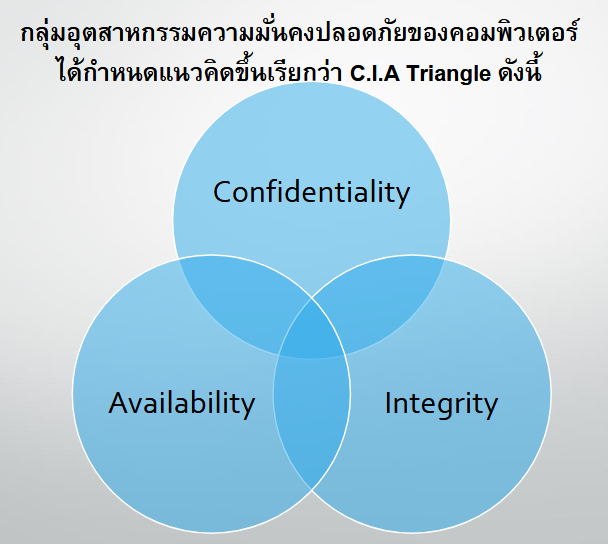 กลุ่มอุตสาหกรรมความมั่นคงปลอดภัยของคอมพิวเตอร์
ได้กำหนดแนวคิดขึ้นเรียกว่า C.I.A Triangle ดังนี้
Confidentiality
Availability
Integrity